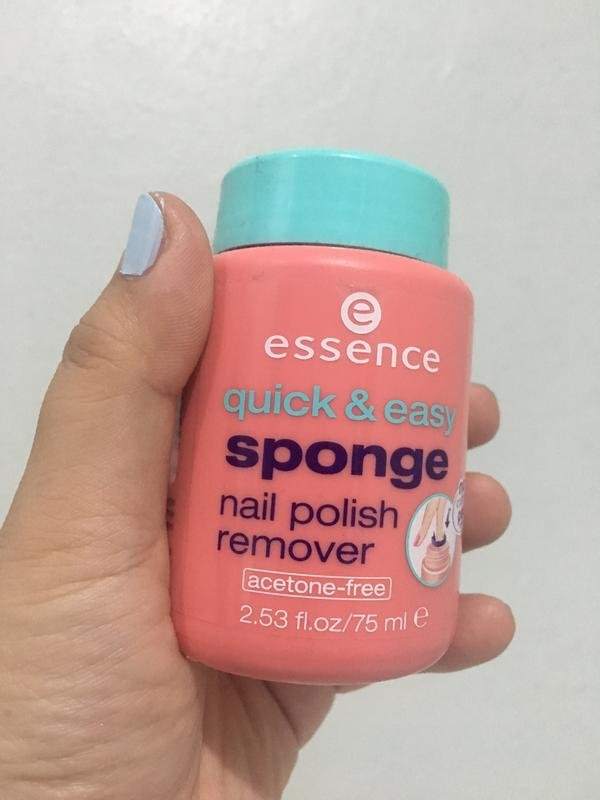 e
essence
quick & easy
sponge
nail polish
remover
acetone-free
2.53 fl.oz/75 ml ℮